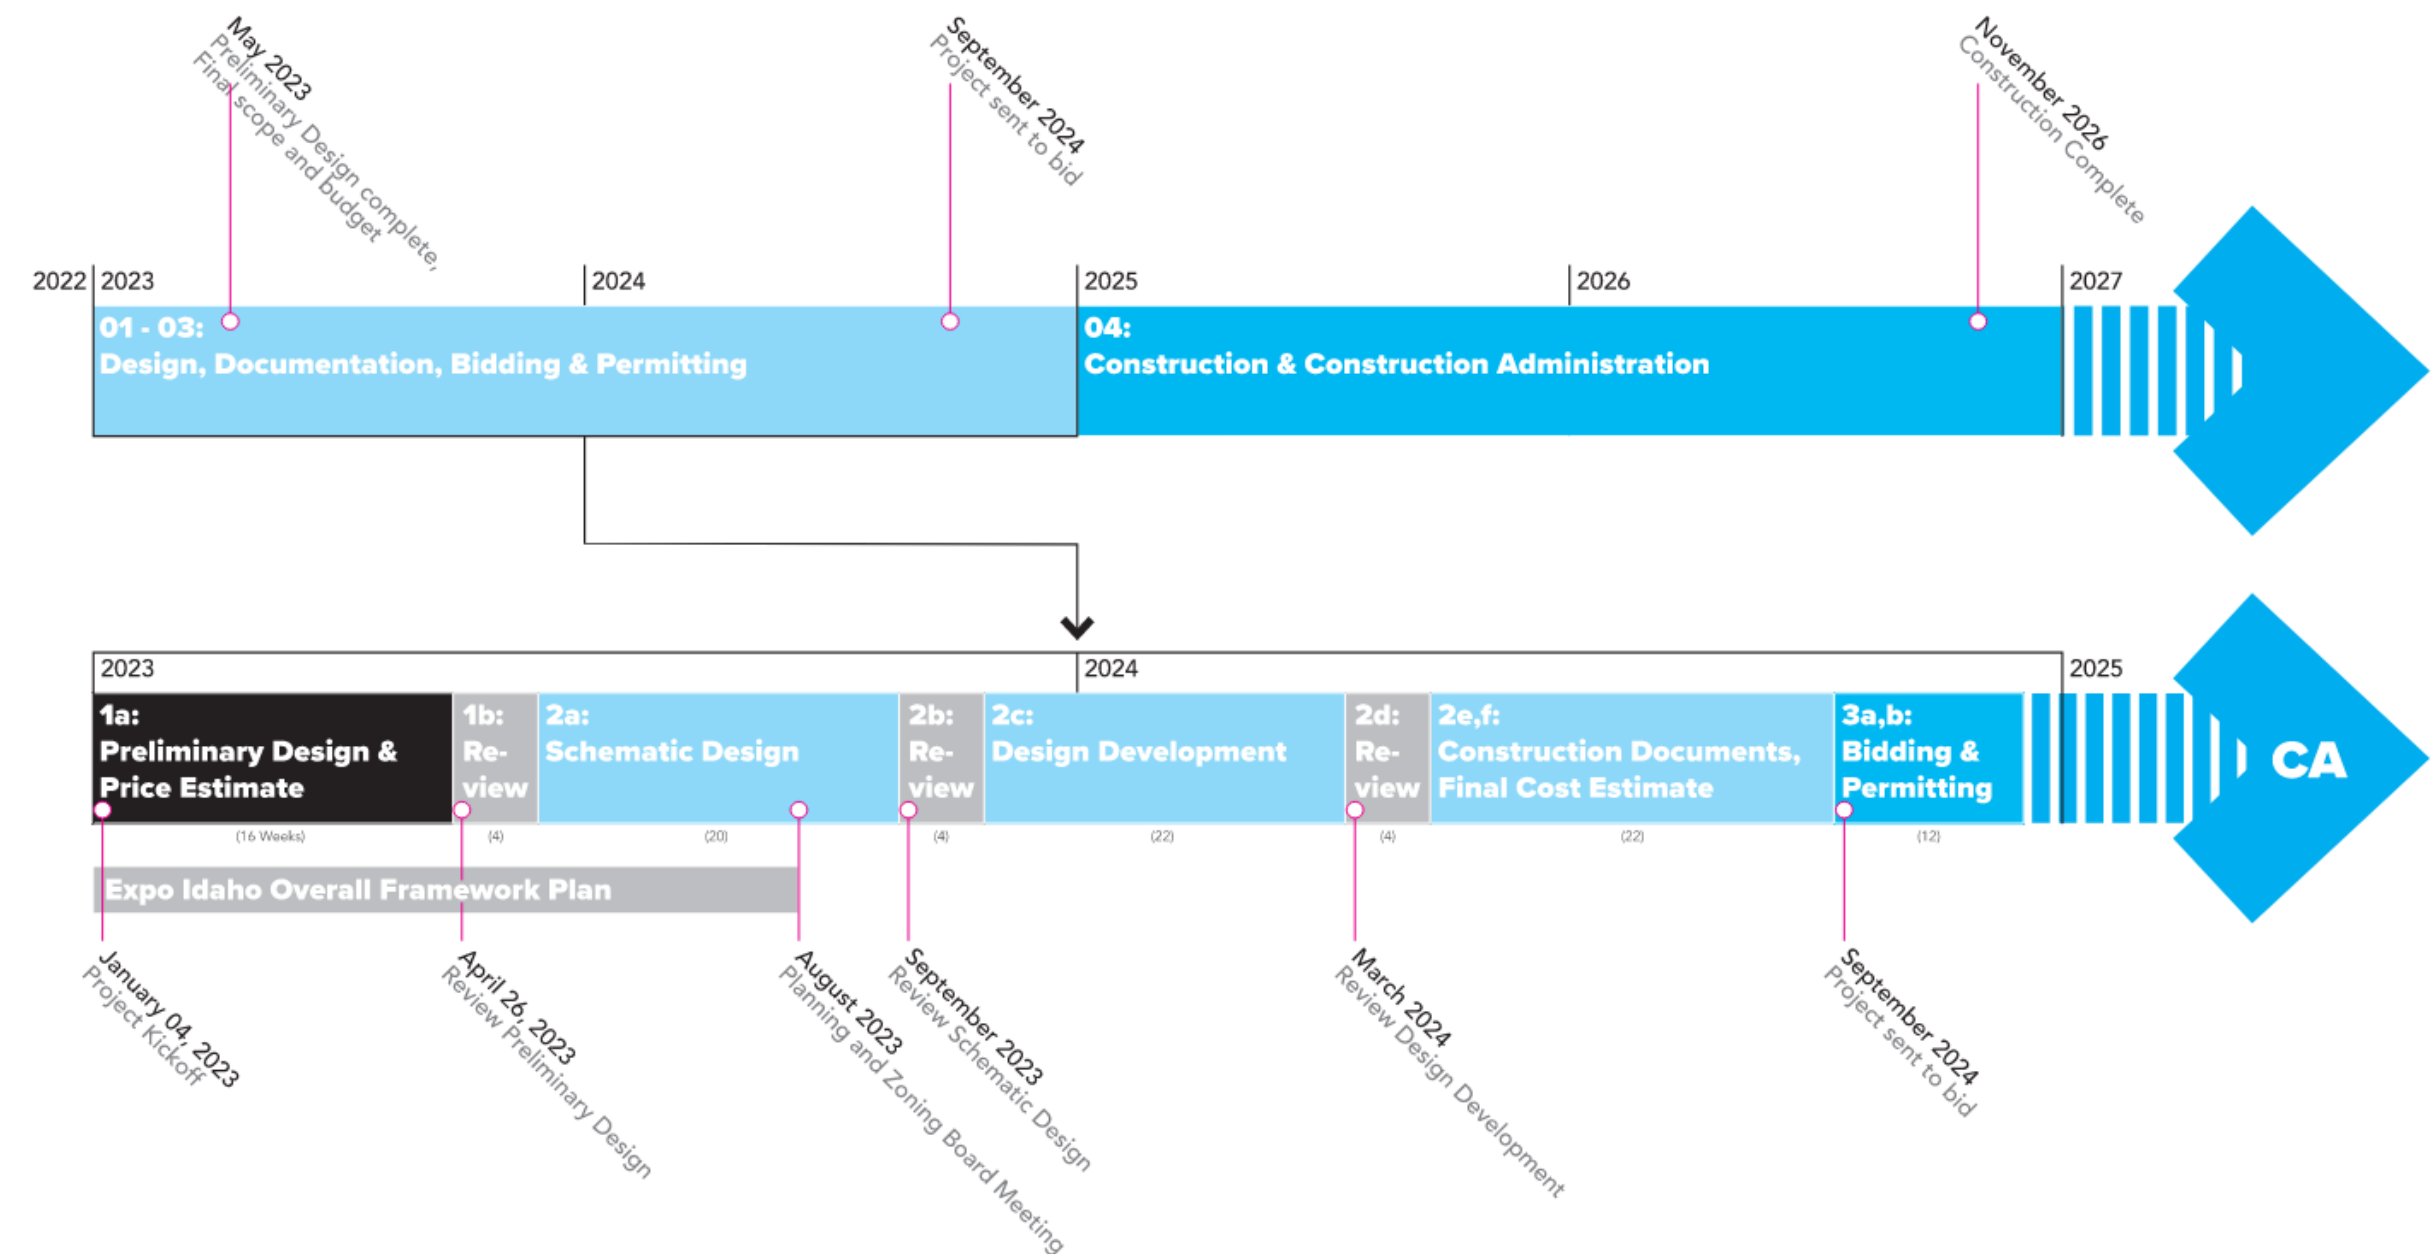 May 2023
Preliminary Design complete,
Final scope and budget
September 2024
Project sent to bid
November 2026
Construction Complete
2022
2023
2024
2025
2026
2027
01 - 03:
Design, Documentation, Bidding & Permitting
04:
Construction & Construction Administration
2023
2024
2025
1a:
Preliminary Design &
Price Estimate
1b:
Re-
view
2a:
Schematic Design
2b:
Re-
view
2c:
Design Development
2d:
Re-
view
2e,f:
Construction Documents,
Final Cost Estimate
3a,b:
Bidding &
Permitting
CA
(16 Weeks)
(4)
(20)
(4)
(22)
(4)
(22)
(12)
Expo Idaho Overall Framework Plan
January 04, 2023
Project Kickoff
April 26, 2023
Review Preliminary Design
August 2023
Planning and Zoning Board Meeting
September 2023
Review Schematic Design
March 2024
Review Design Development
September 2024
Project sent to bid